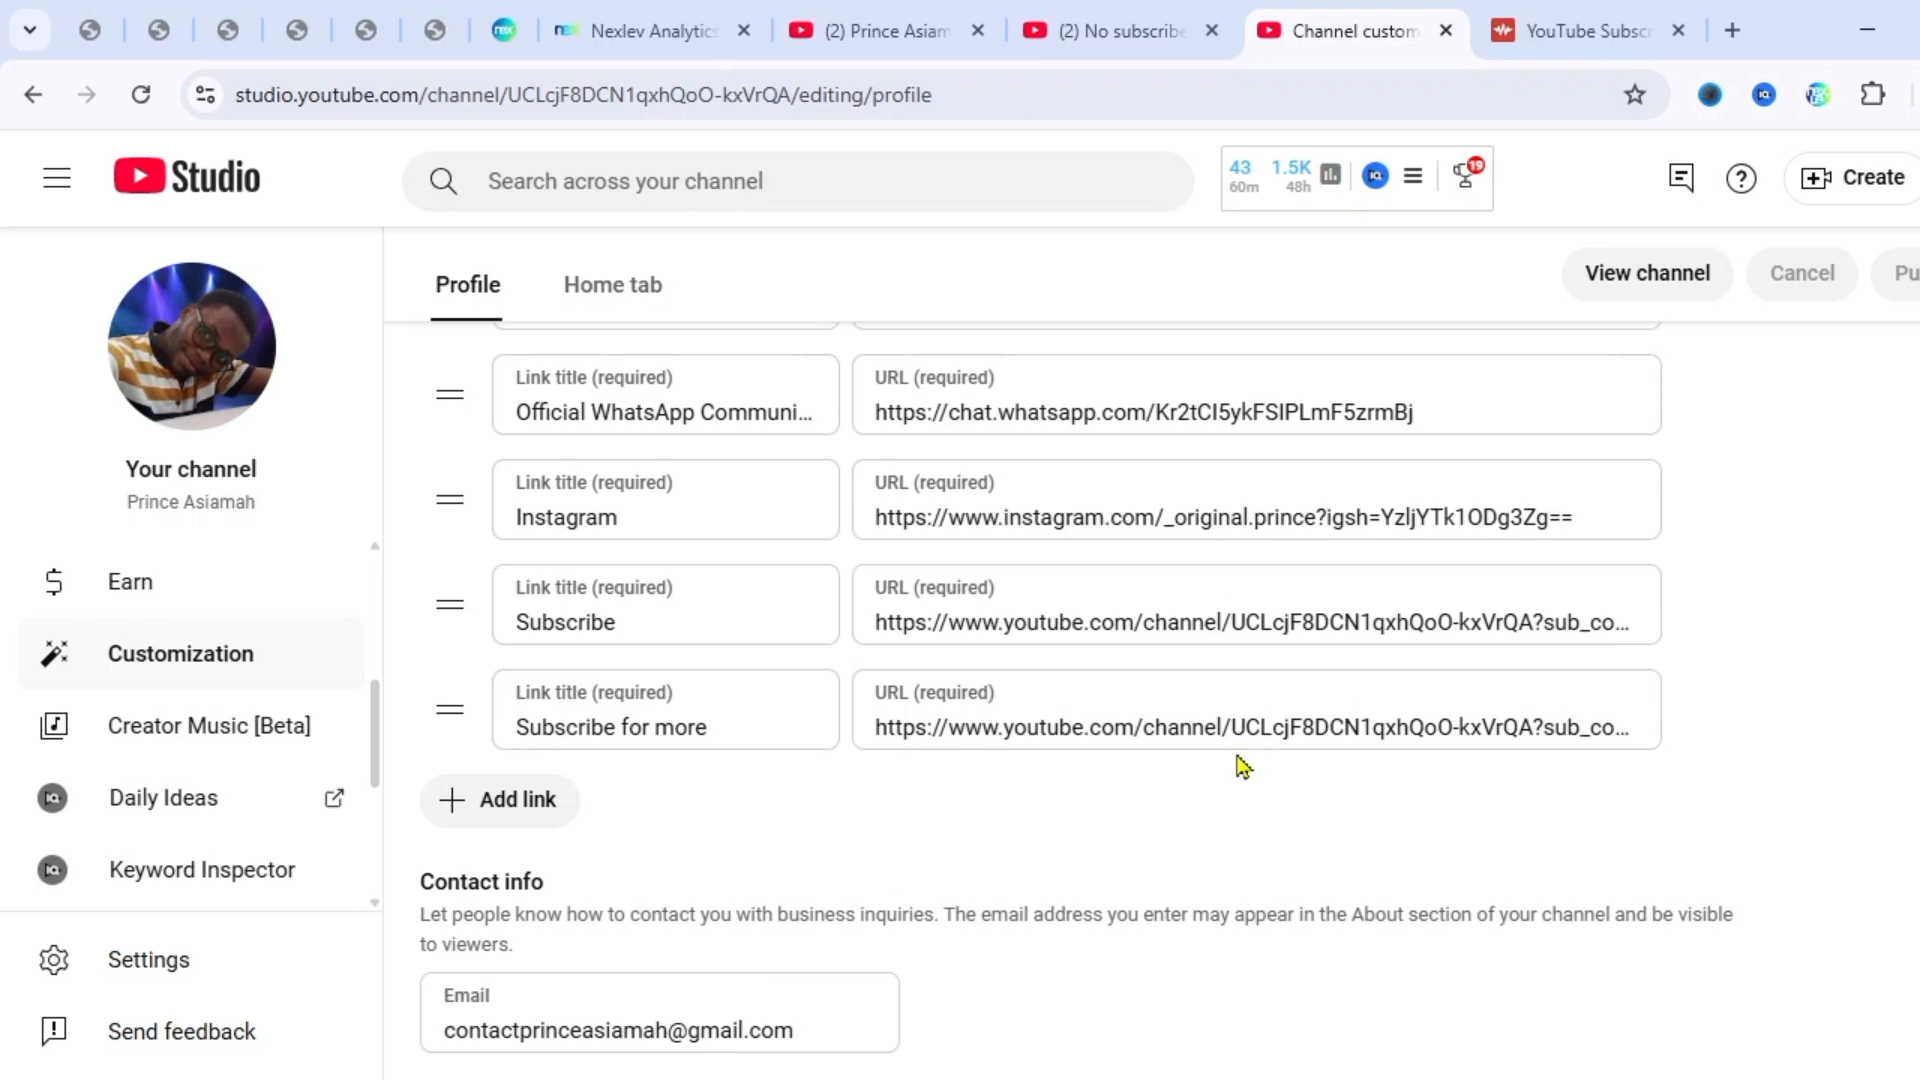 Nexlev Analytics
(2) Prince Asiam
(2) No subscribe
Channel custom
YouTube Subscr
studio.youtube.com/channel/UCLcjF8DCN1qxhQoO-kxVrQA/editing/profile
Studio
Search across your channel
43
60m
1.5K
48h
19
Create
Profile
Home tab
View channel
Cancel
Pu
Your channel
Prince Asiamah
Earn
Customization
Creator Music [Beta]
Daily Ideas
Keyword Inspector
Settings
Send feedback
Link title (required)
Official WhatsApp Communi...
URL (required)
https://chat.whatsapp.com/Kr2tCI5ykFSIPLmF5zrmBj
Link title (required)
Instagram
URL (required)
https://www.instagram.com/_original.prince?igsh=YzljYTk1ODg3Zg==
Link title (required)
Subscribe
URL (required)
https://www.youtube.com/channel/UCLcjF8DCN1qxhQoO-kxVrQA?sub_co...
Link title (required)
Subscribe for more
URL (required)
https://www.youtube.com/channel/UCLcjF8DCN1qxhQoO-kxVrQA?sub_co...
Add link
Contact info
Let people know how to contact you with business inquiries. The email address you enter may appear in the About section of your channel and be visible
to viewers.
Email
contactprinceasiamah@gmail.com